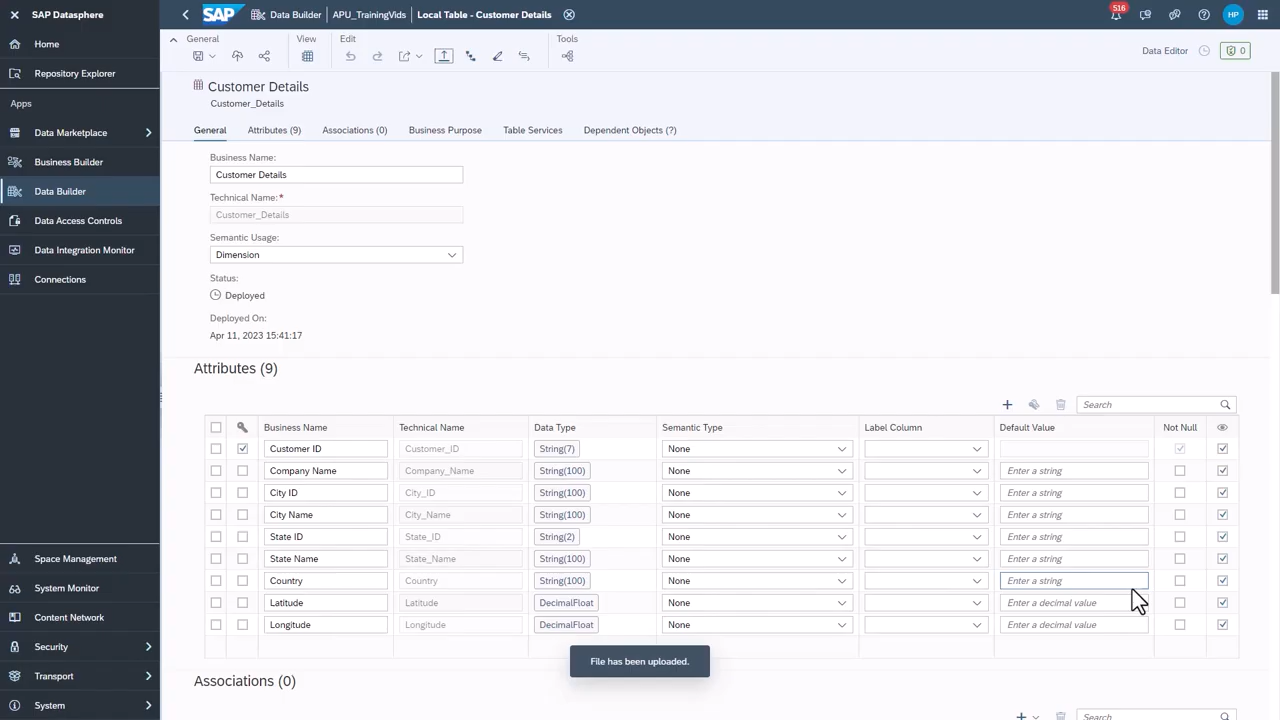 SAP Datasphere
SAP Data Builder APU_TrainingVids Local Table - Customer Details
516
HP
Home
Repository Explorer
Apps
Data Marketplace
Business Builder
Data Builder
Data Access Controls
Data Integration Monitor
Connections
Space Management
System Monitor
Content Network
Security
Transport
System
General View Edit Tools
Data Editor 0
Customer Details
Customer_Details
General Attributes (9) Associations (0) Business Purpose Table Services Dependent Objects (?)
Business Name:
Customer Details
Technical Name:*
Customer_Details
Semantic Usage:
Dimension
Status:
Deployed
Deployed On:
Apr 11, 2023 15:41:17
Attributes (9)
Search
Business Name Technical Name Data Type Semantic Type Label Column Default Value Not Null
Customer ID Customer_ID String(7) None
Company Name Company_Name String(100) None Enter a string
City ID City_ID String(100) None Enter a string
City Name City_Name String(100) None Enter a string
State ID State_ID String(2) None Enter a string
State Name State_Name String(100) None Enter a string
Country Country String(100) None Enter a string
Latitude Latitude DecimalFloat None Enter a decimal value
Longitude Longitude DecimalFloat None Enter a decimal value
File has been uploaded.
Associations (0)
Search